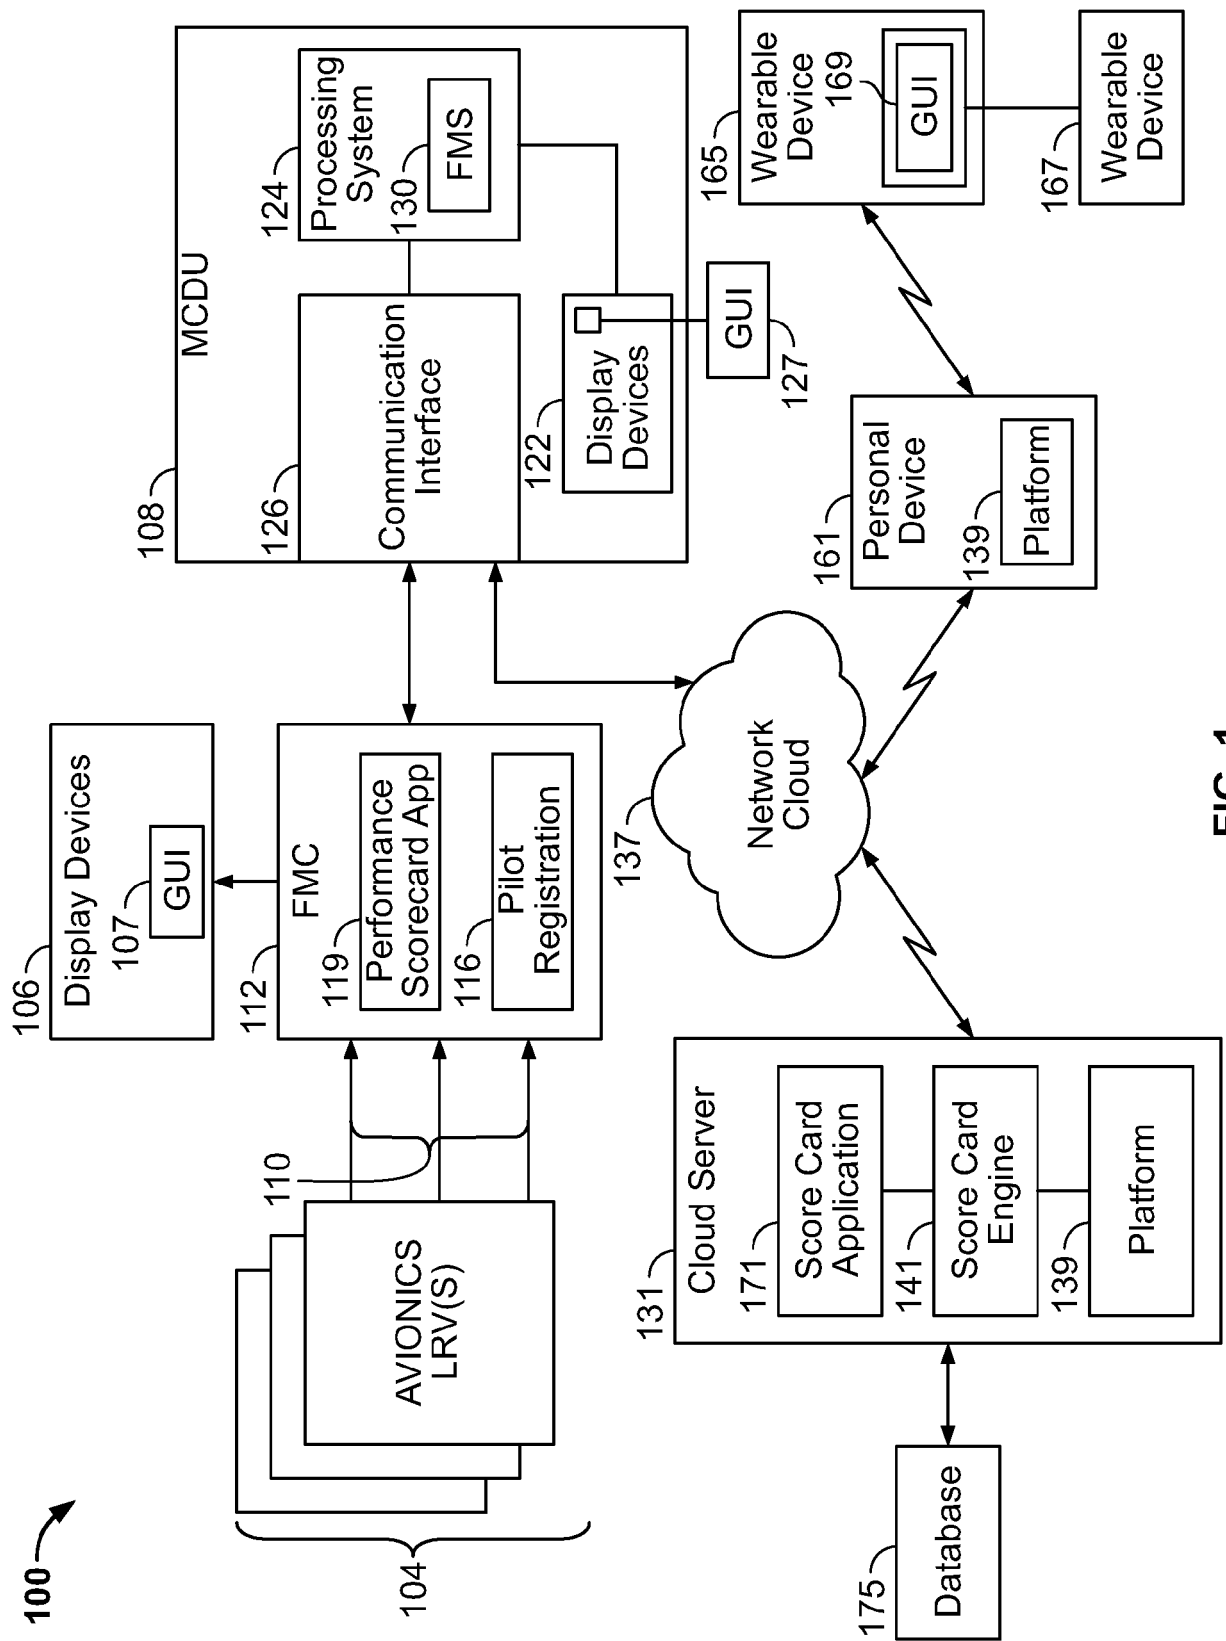 100
104
AVIONICS
LRV(S)
110
106
Display Devices
107
GUI
112
FMC
119
Performance
Scorecard App
116
Pilot
Registration
108
MCDU
126
Communication
Interface
124
Processing
System
130
FMS
122
Display
Devices
GUI
127
175
Database
131
Cloud Server
171
Score Card
Application
141
Score Card
Engine
139
Platform
137
Network
Cloud
161
Personal
Device
139
Platform
165
Wearable
Device
169
GUI
167
Wearable
Device
FIG. 1